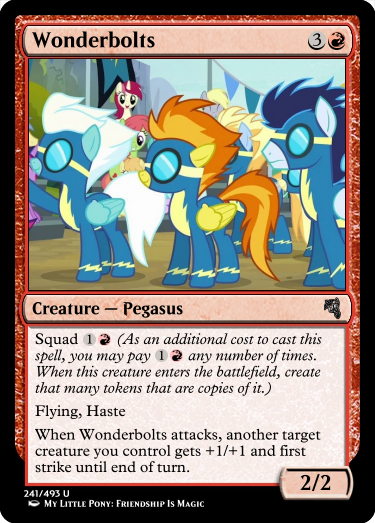 Wonderbolts 3
Creature — Pegasus
Squad 1 (As an additional cost to cast this
spell, you may pay 1 any number of times.
When this creature enters the battlefield, create
that many tokens that are copies of it.)
Flying, Haste
When Wonderbolts attacks, another target
creature you control gets +1/+1 and first
strike until end of turn.
2/2
241/493 U
My Little Pony: Friendship Is Magic